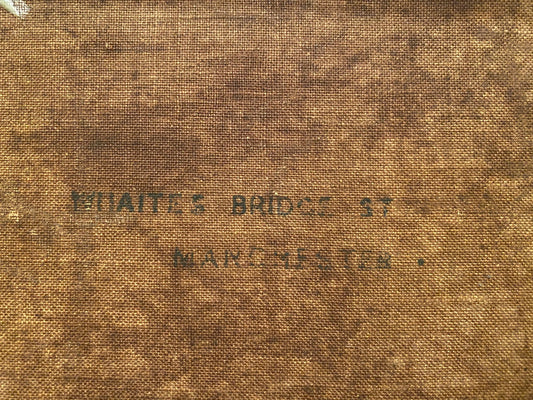 WHAITES BRIDGE ST
MANCHESTER .